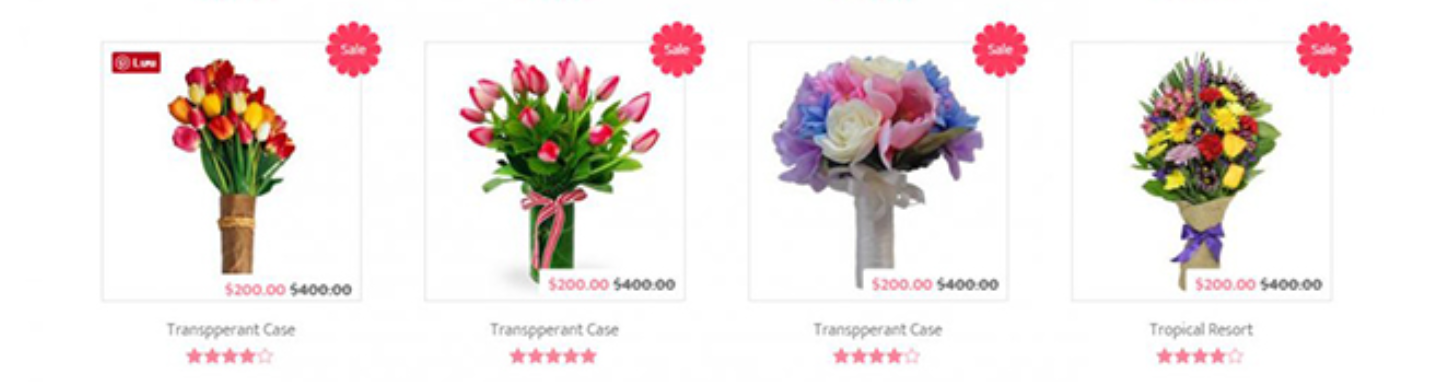 Sale Sale Sale Sale
Lưu
$200.00 $400.00 $200.00 $400.00 $200.00 $400.00 $200.00 $400.00
Transpperant Case Transpperant Case Transpperant Case Tropical Resort